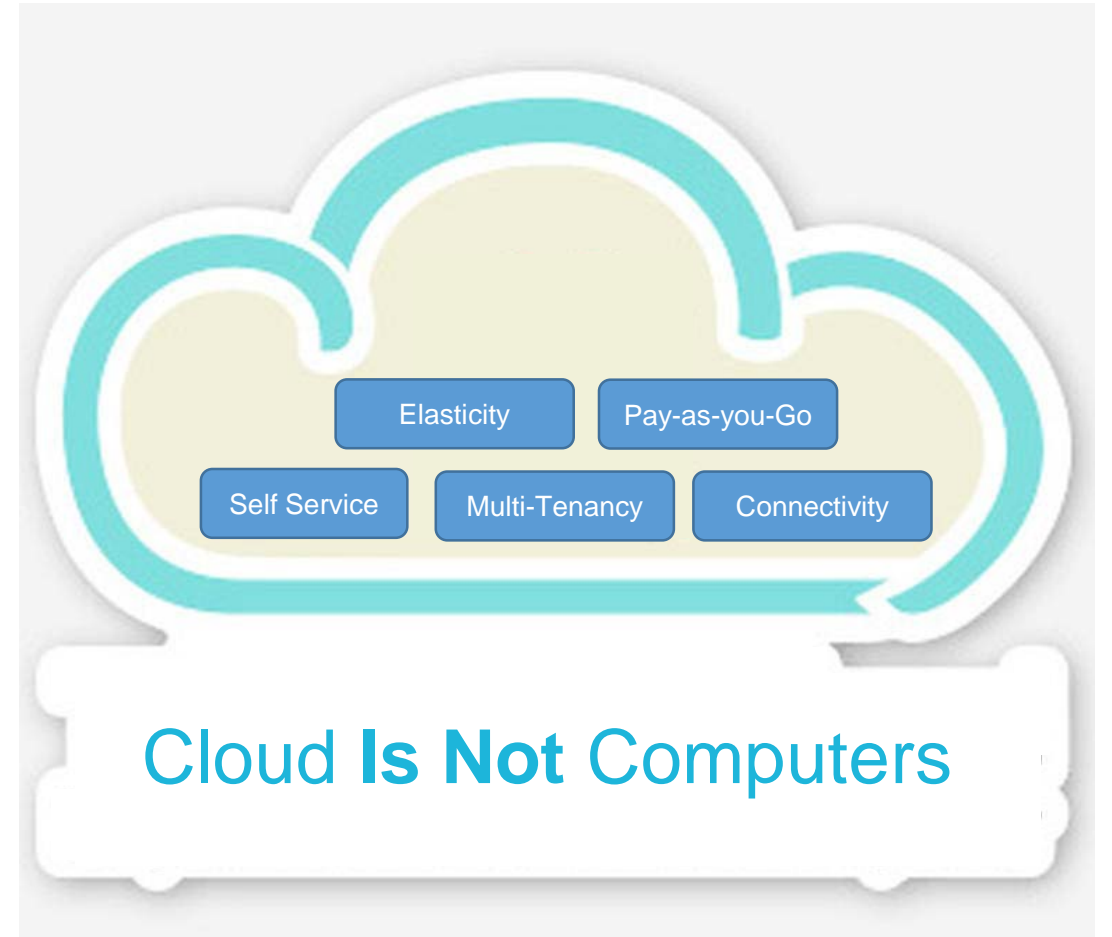 Elasticity
Pay-as-you-Go
Self Service
Multi-Tenancy
Connectivity
Cloud Is Not Computers